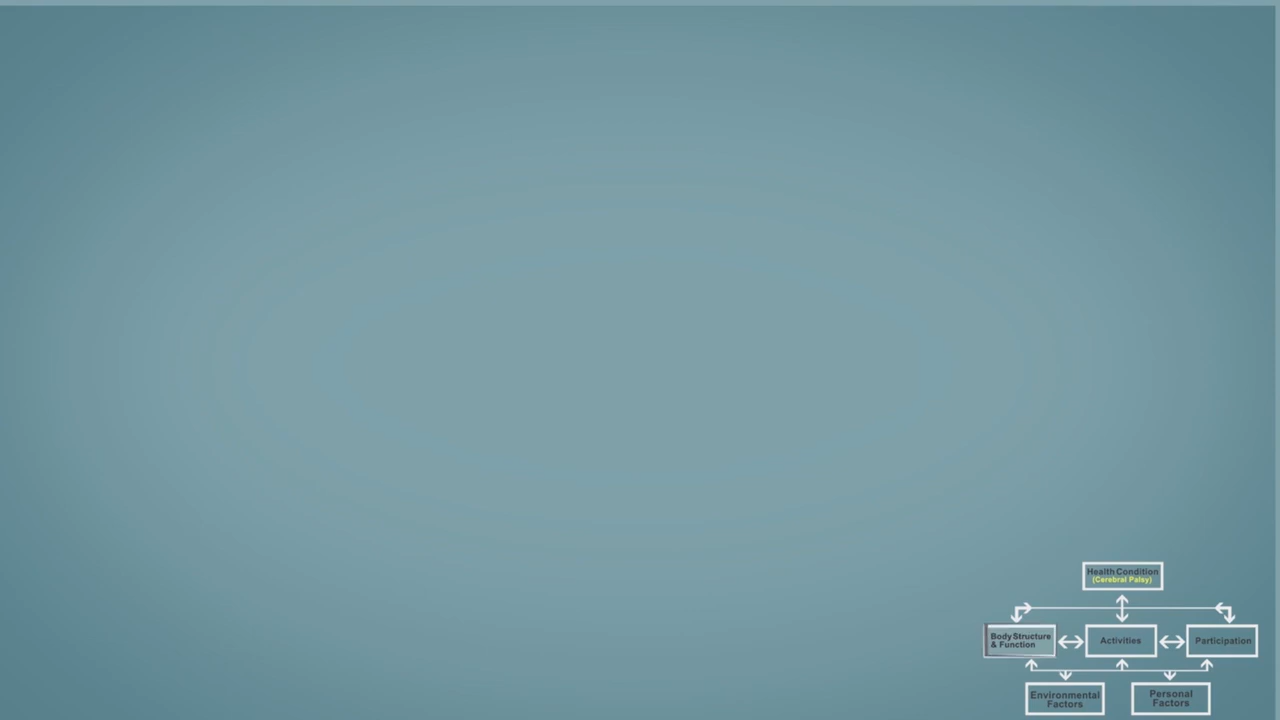 Health Condition
(Cerebral Palsy)
Body Structure
& Function
Activities
Participation
Environmental
Factors
Personal
Factors